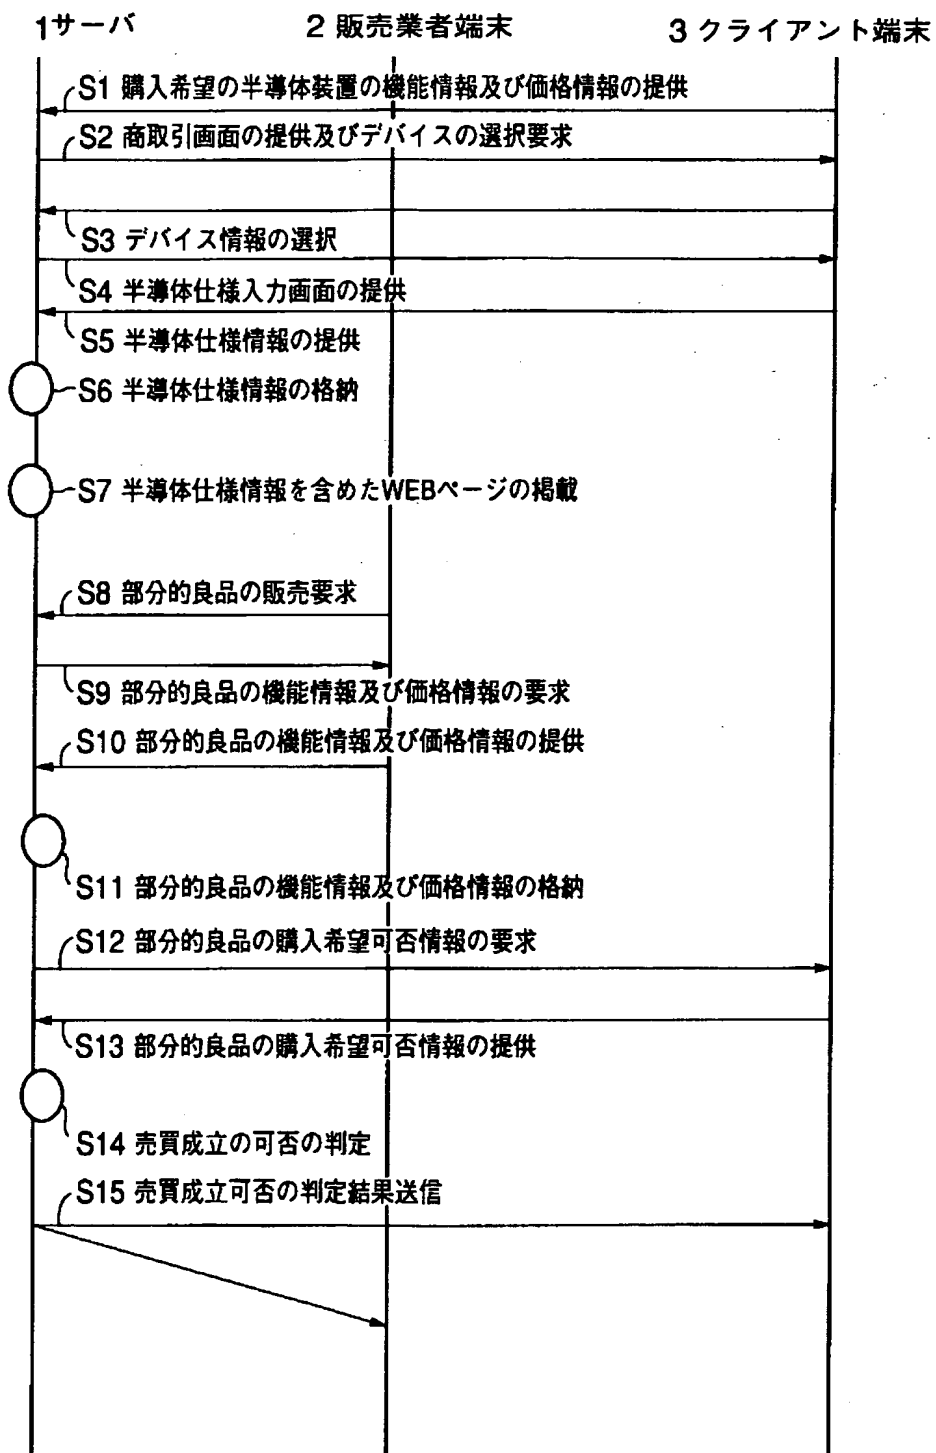 1サーバ
2 販売業者端末
3 クライアント端末
S1 購入希望の半導体装置の機能情報及び価格情報の提供
S2 商取引画面の提供及びデバイスの選択要求
S3 デバイス情報の選択
S4 半導体仕様入力画面の提供
S5 半導体仕様情報の提供
S6 半導体仕様情報の格納
S7 半導体仕様情報を含めたWEBページの掲載
S8 部分的良品の販売要求
S9 部分的良品の機能情報及び価格情報の要求
S10 部分的良品の機能情報及び価格情報の提供
S11 部分的良品の機能情報及び価格情報の格納
S12 部分的良品の購入希望可否情報の要求
S13 部分的良品の購入希望可否情報の提供
S14 売買成立の可否の判定
S15 売買成立可否の判定結果送信